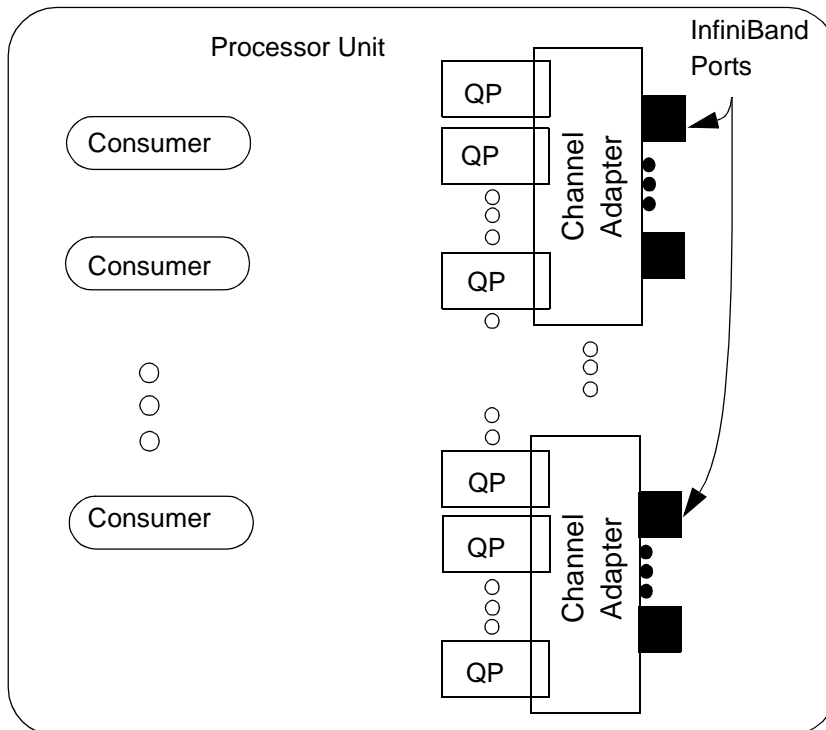 Processor Unit
InfiniBand
Ports
Consumer
Consumer
Consumer
QP
QP
QP
Channel
Adapter
QP
QP
QP
Channel
Adapter